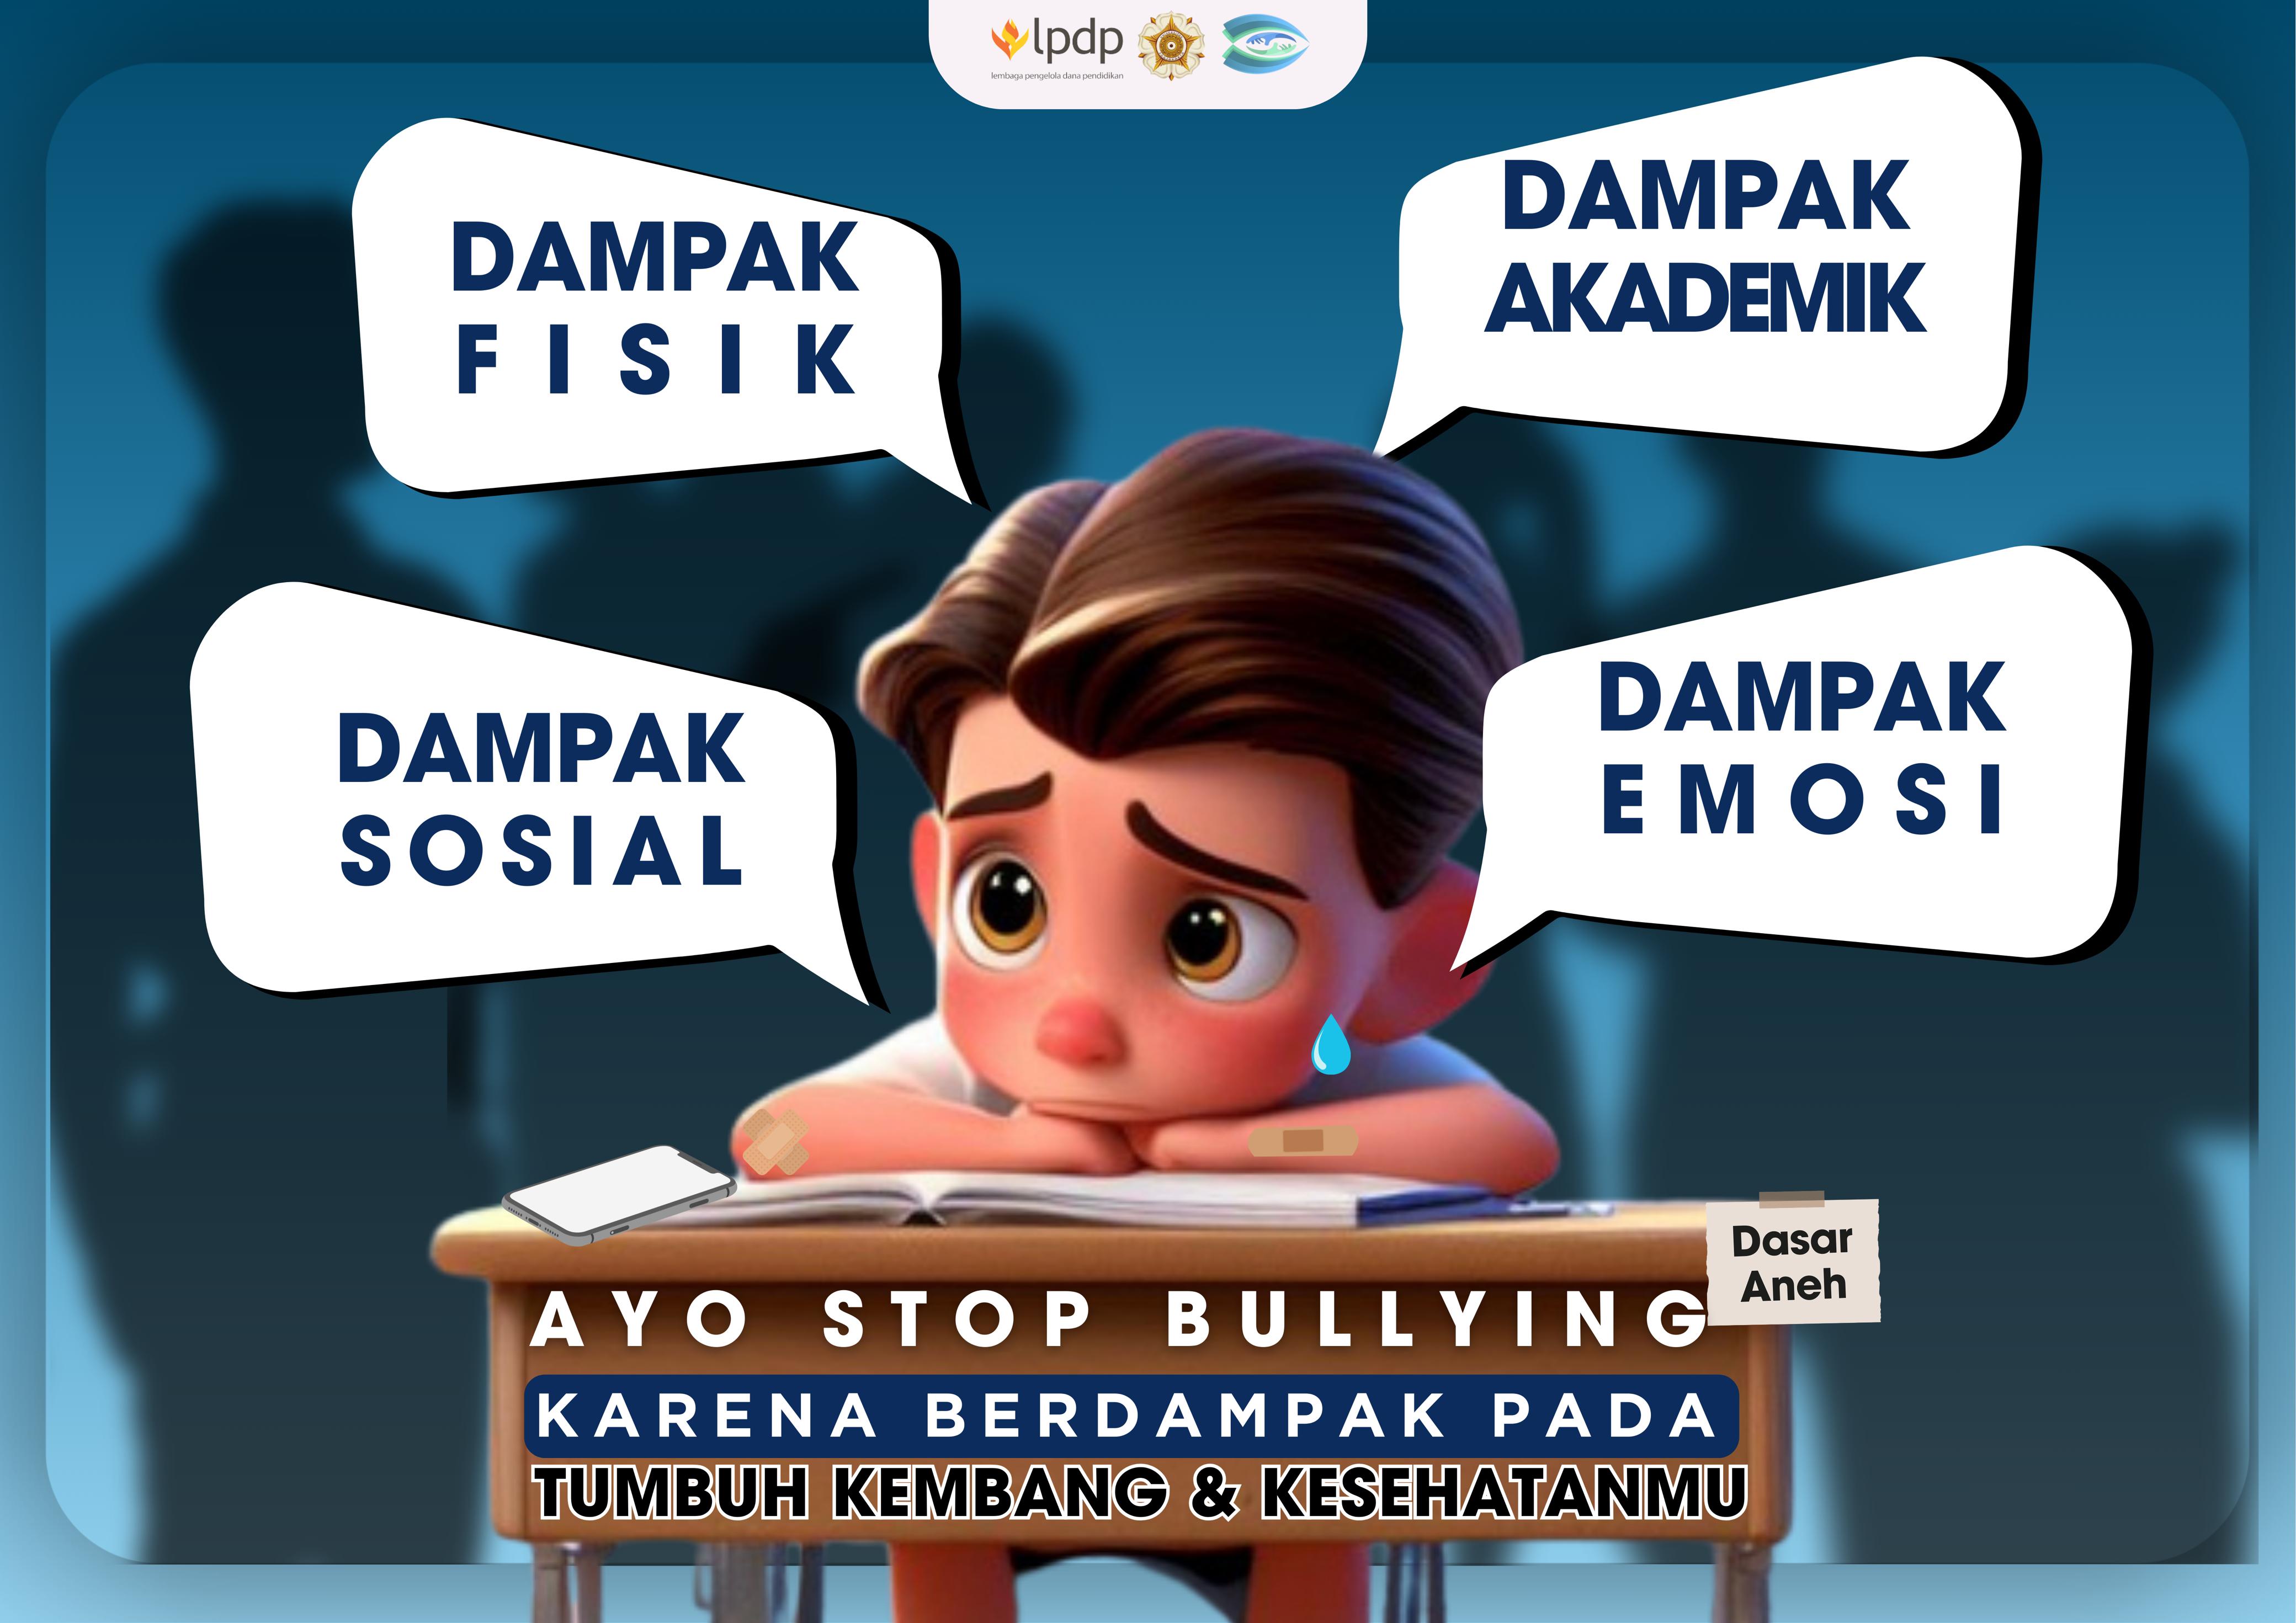 lpdp
lembaga pengelola dana pendidikan
DAMPAK
FISIK
DAMPAK
AKADEMIK
DAMPAK
SOSIAL
DAMPAK
EMOSI
Dasar
Aneh
AYO STOP BULLYING
KARENA BERDAMPAK PADA
TUMBUH KEMBANG & KESEHATANMU